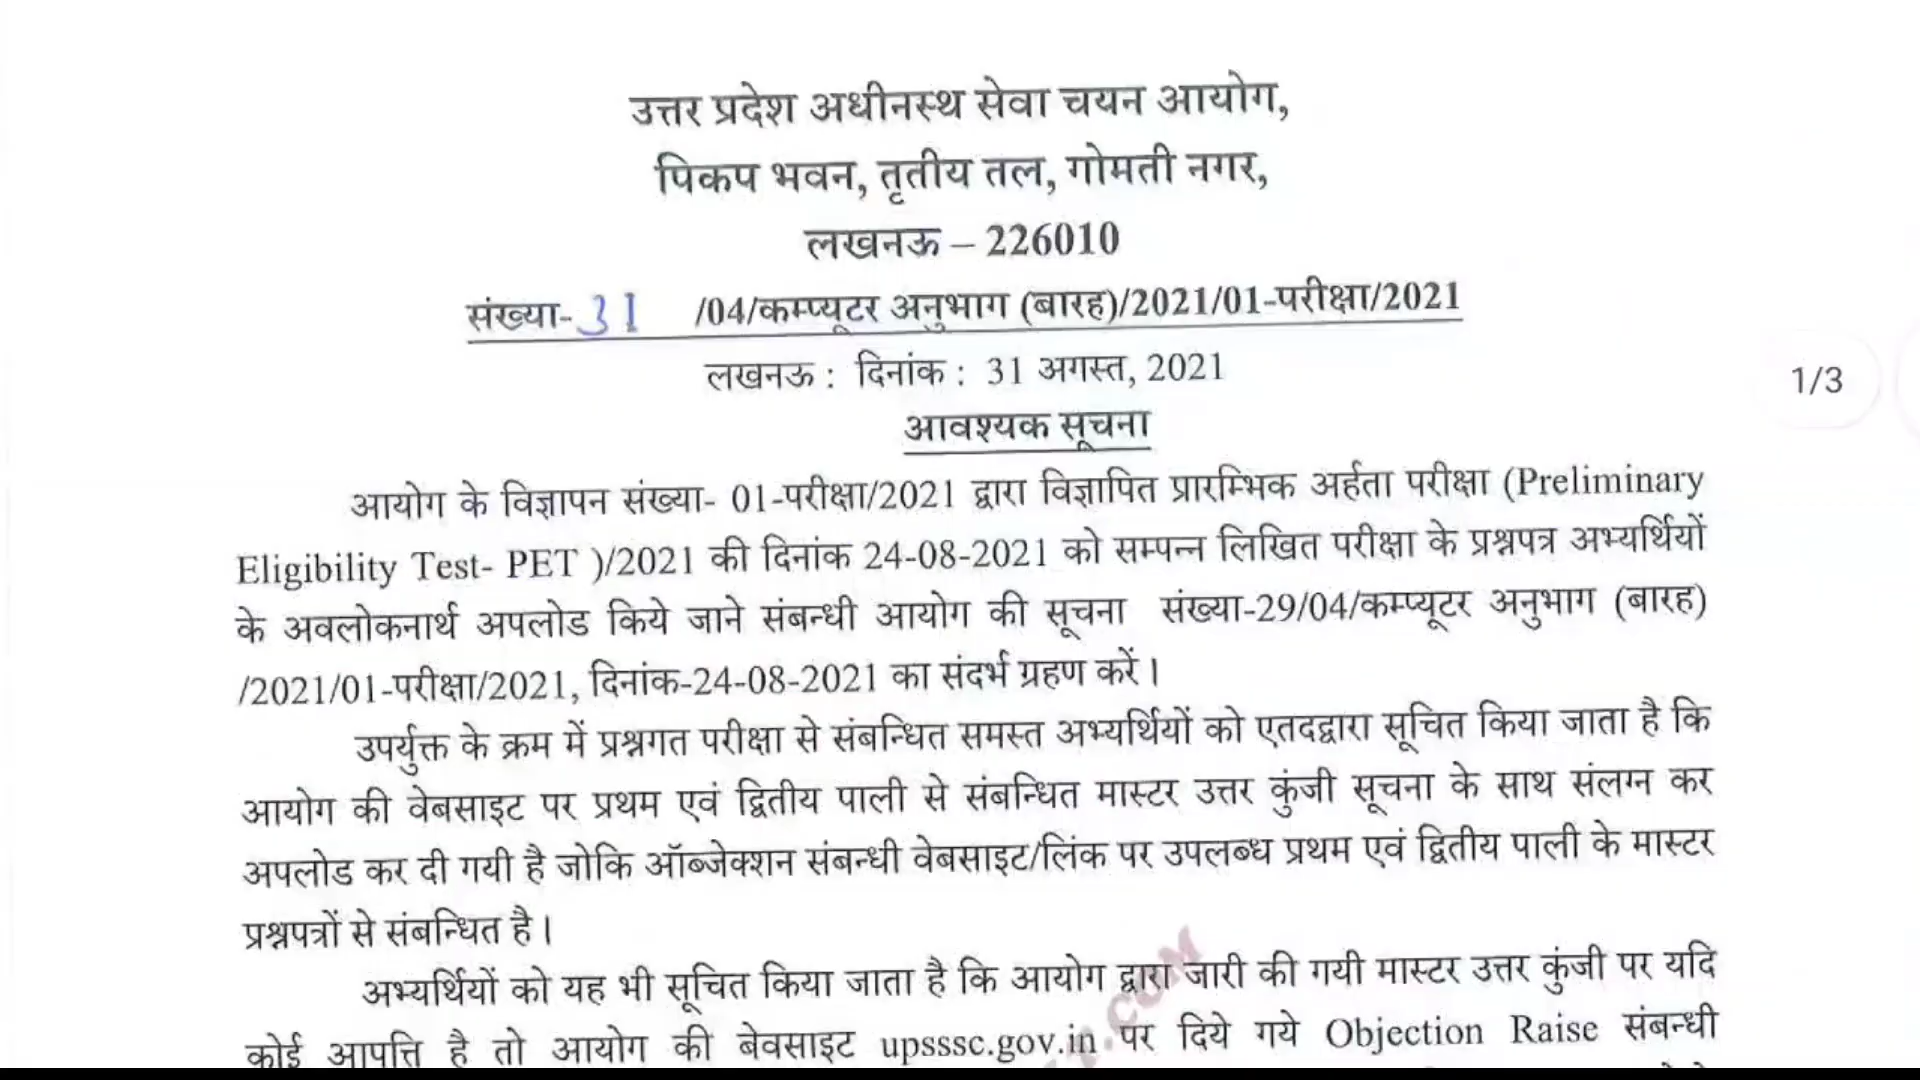 उत्तर प्रदेश अधीनस्थ सेवा चयन आयोग,
पिकप भवन, तृतीय तल, गोमती नगर,
लखनऊ – 226010
संख्या- 31 /04/कम्प्यूटर अनुभाग (बारह)/2021/01-परीक्षा/2021
लखनऊ : दिनांक : 31 अगस्त, 2021
1/3
आवश्यक सूचना
आयोग के विज्ञापन संख्या- 01-परीक्षा/2021 द्वारा विज्ञापित प्रारम्भिक अर्हता परीक्षा (Preliminary
Eligibility Test- PET )/2021 की दिनांक 24-08-2021 को सम्पन्न लिखित परीक्षा के प्रश्नपत्र अभ्यर्थियों
के अवलोकनार्थ अपलोड किये जाने संबन्धी आयोग की सूचना संख्या-29/04/कम्प्यूटर अनुभाग (बारह)
/2021/01-परीक्षा/2021, दिनांक-24-08-2021 का संदर्भ ग्रहण करें।
उपर्युक्त के क्रम में प्रश्नगत परीक्षा से संबन्धित समस्त अभ्यर्थियों को एतदद्वारा सूचित किया जाता है कि
आयोग की वेबसाइट पर प्रथम एवं द्वितीय पाली से संबन्धित मास्टर उत्तर कुंजी सूचना के साथ संलग्न कर
अपलोड कर दी गयी है जोकि ऑब्जेक्शन संबन्धी वेबसाइट/लिंक पर उपलब्ध प्रथम एवं द्वितीय पाली के मास्टर
प्रश्नपत्रों से संबन्धित है।
अभ्यर्थियों को यह भी सूचित किया जाता है कि आयोग द्वारा जारी की गयी मास्टर उत्तर कुंजी पर यदि
कोई आपत्ति है तो आयोग की बेवसाइट upsssc.gov.in पर दिये गये Objection Raise संबन्धी